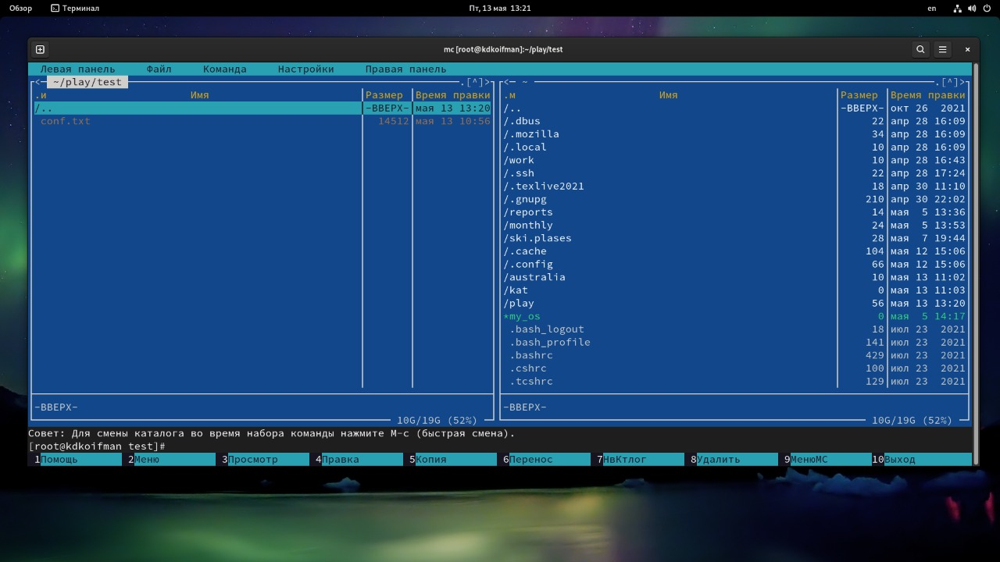 Обзор Терминал Пт, 13 мая 13:21 en
mc [root@kdkoifman]:~/play/test
Левая панель Файл Команда Настройки Правая панель
<─ ~/play/test ─.[^]>
.и Имя Размер Время правки
/.. -ВВЕРХ- мая 13 13:20
conf.txt 14512 мая 13 10:56
-ВВЕРХ-
10G/19G (52%)
<─ ~ ─.[^]>
.м Имя Размер Время правки
/.. -ВВЕРХ- окт 26 2021
/.dbus 22 апр 28 16:09
/.mozilla 34 апр 28 16:09
/.local 10 апр 28 16:09
/work 10 апр 28 16:43
/.ssh 22 апр 28 17:24
/.texlive2021 18 апр 30 11:10
/.gnupg 210 апр 30 22:02
/reports 14 мая 5 13:36
/monthly 24 мая 5 13:53
/ski.plases 28 мая 7 19:44
/.cache 104 мая 12 15:06
/.config 66 мая 12 15:06
/australia 10 мая 13 11:02
/kat 0 мая 13 11:03
/play 56 мая 13 13:20
*my_os 0 мая 5 14:17
.bash_logout 18 июл 23 2021
.bash_profile 141 июл 23 2021
.bashrc 429 июл 23 2021
.cshrc 100 июл 23 2021
.tcshrc 129 июл 23 2021
-ВВЕРХ-
10G/19G (52%)
Совет: Для смены каталога во время набора команды нажмите M-c (быстрая смена).
[root@kdkoifman test]#
1Помощь 2Меню 3Просмотр 4Правка 5Копия 6Перенос 7НвКтлог 8Удалить 9МенюMC 10Выход